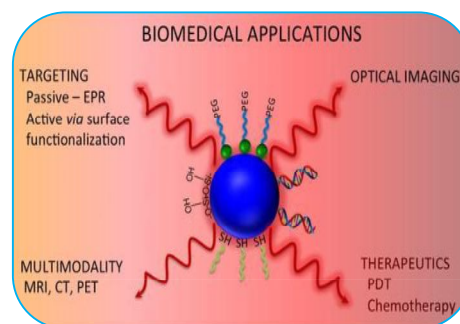 BIOMEDICAL APPLICATIONS
TARGETING
Passive – EPR
Active via surface
functionalization
OPTICAL IMAGING
PEG
PEG
PEG
OH
OH
SH SH SH
MULTIMODALITY
MRI, CT, PET
THERAPEUTICS
PDT
Chemotherapy